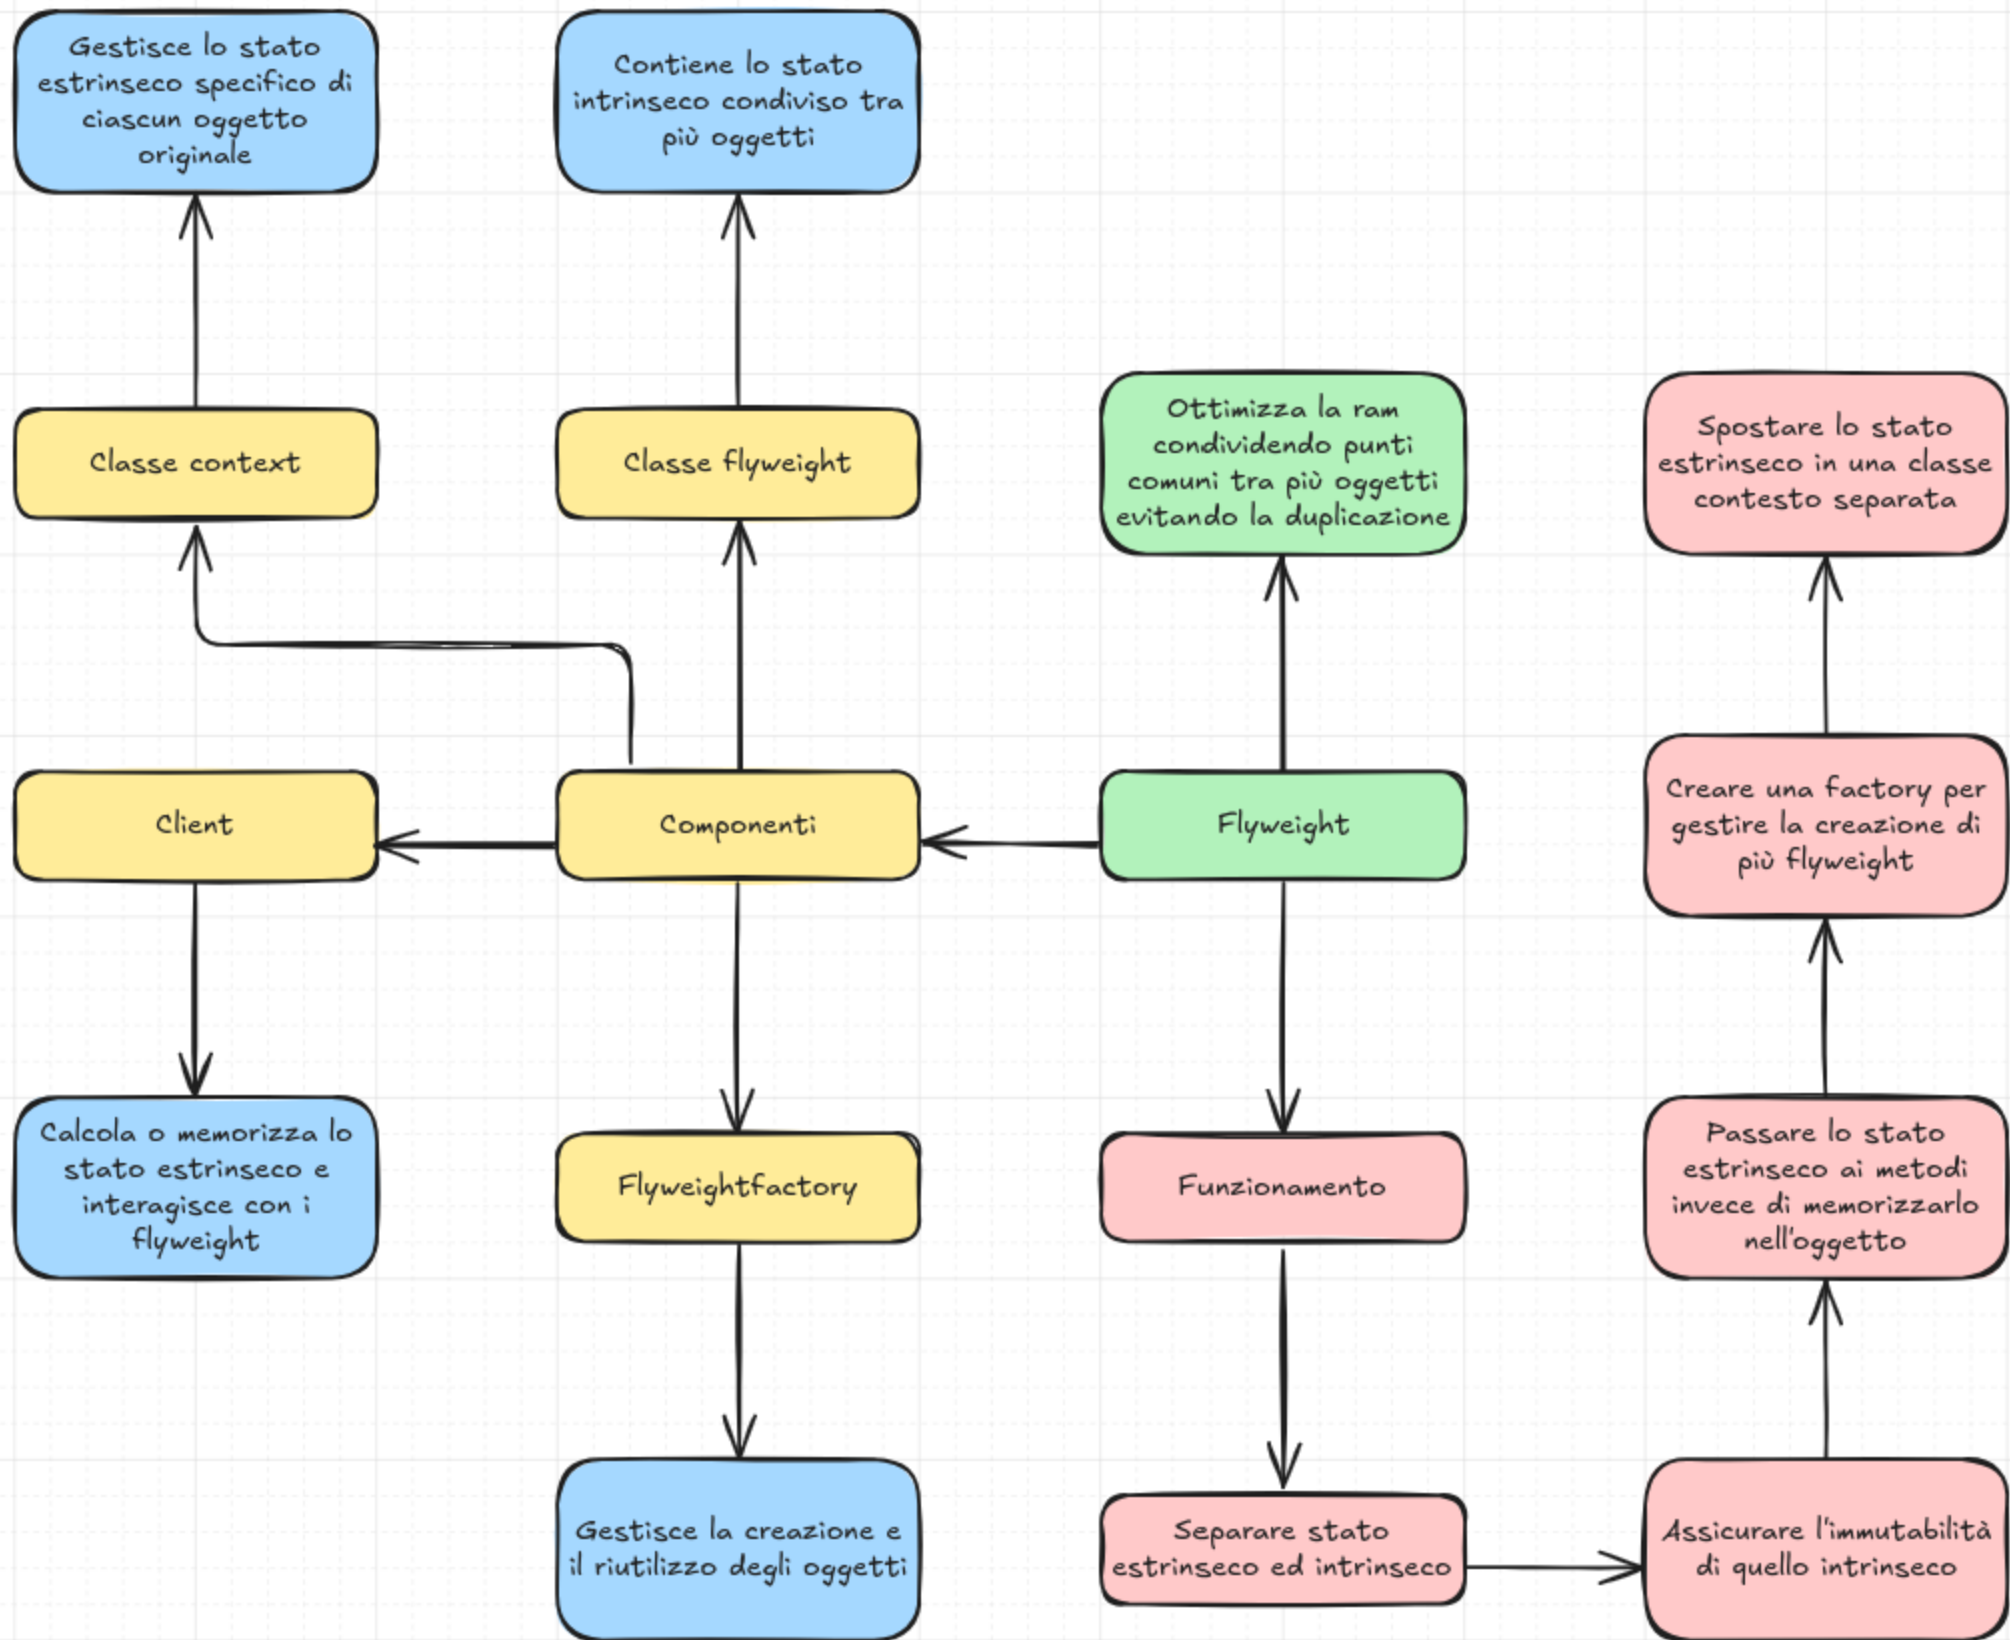 Gestisce lo stato
estrinseco specifico di
ciascun oggetto
originale
Contiene lo stato
intrinseco condiviso tra
più oggetti
Classe context
Classe flyweight
Ottimizza la ram
condividendo punti
comuni tra più oggetti
evitando la duplicazione
Spostare lo stato
estrinseco in una classe
contesto separata
Client
Componenti
Flyweight
Creare una factory per
gestire la creazione di
più flyweight
Calcola o memorizza lo
stato estrinseco e
interagisce con i
flyweight
Flyweightfactory
Funzionamento
Passare lo stato
estrinseco ai metodi
invece di memorizzarlo
nell'oggetto
Gestisce la creazione e
il riutilizzo degli oggetti
Separare stato
estrinseco ed intrinseco
Assicurare l'immutabilità
di quello intrinseco